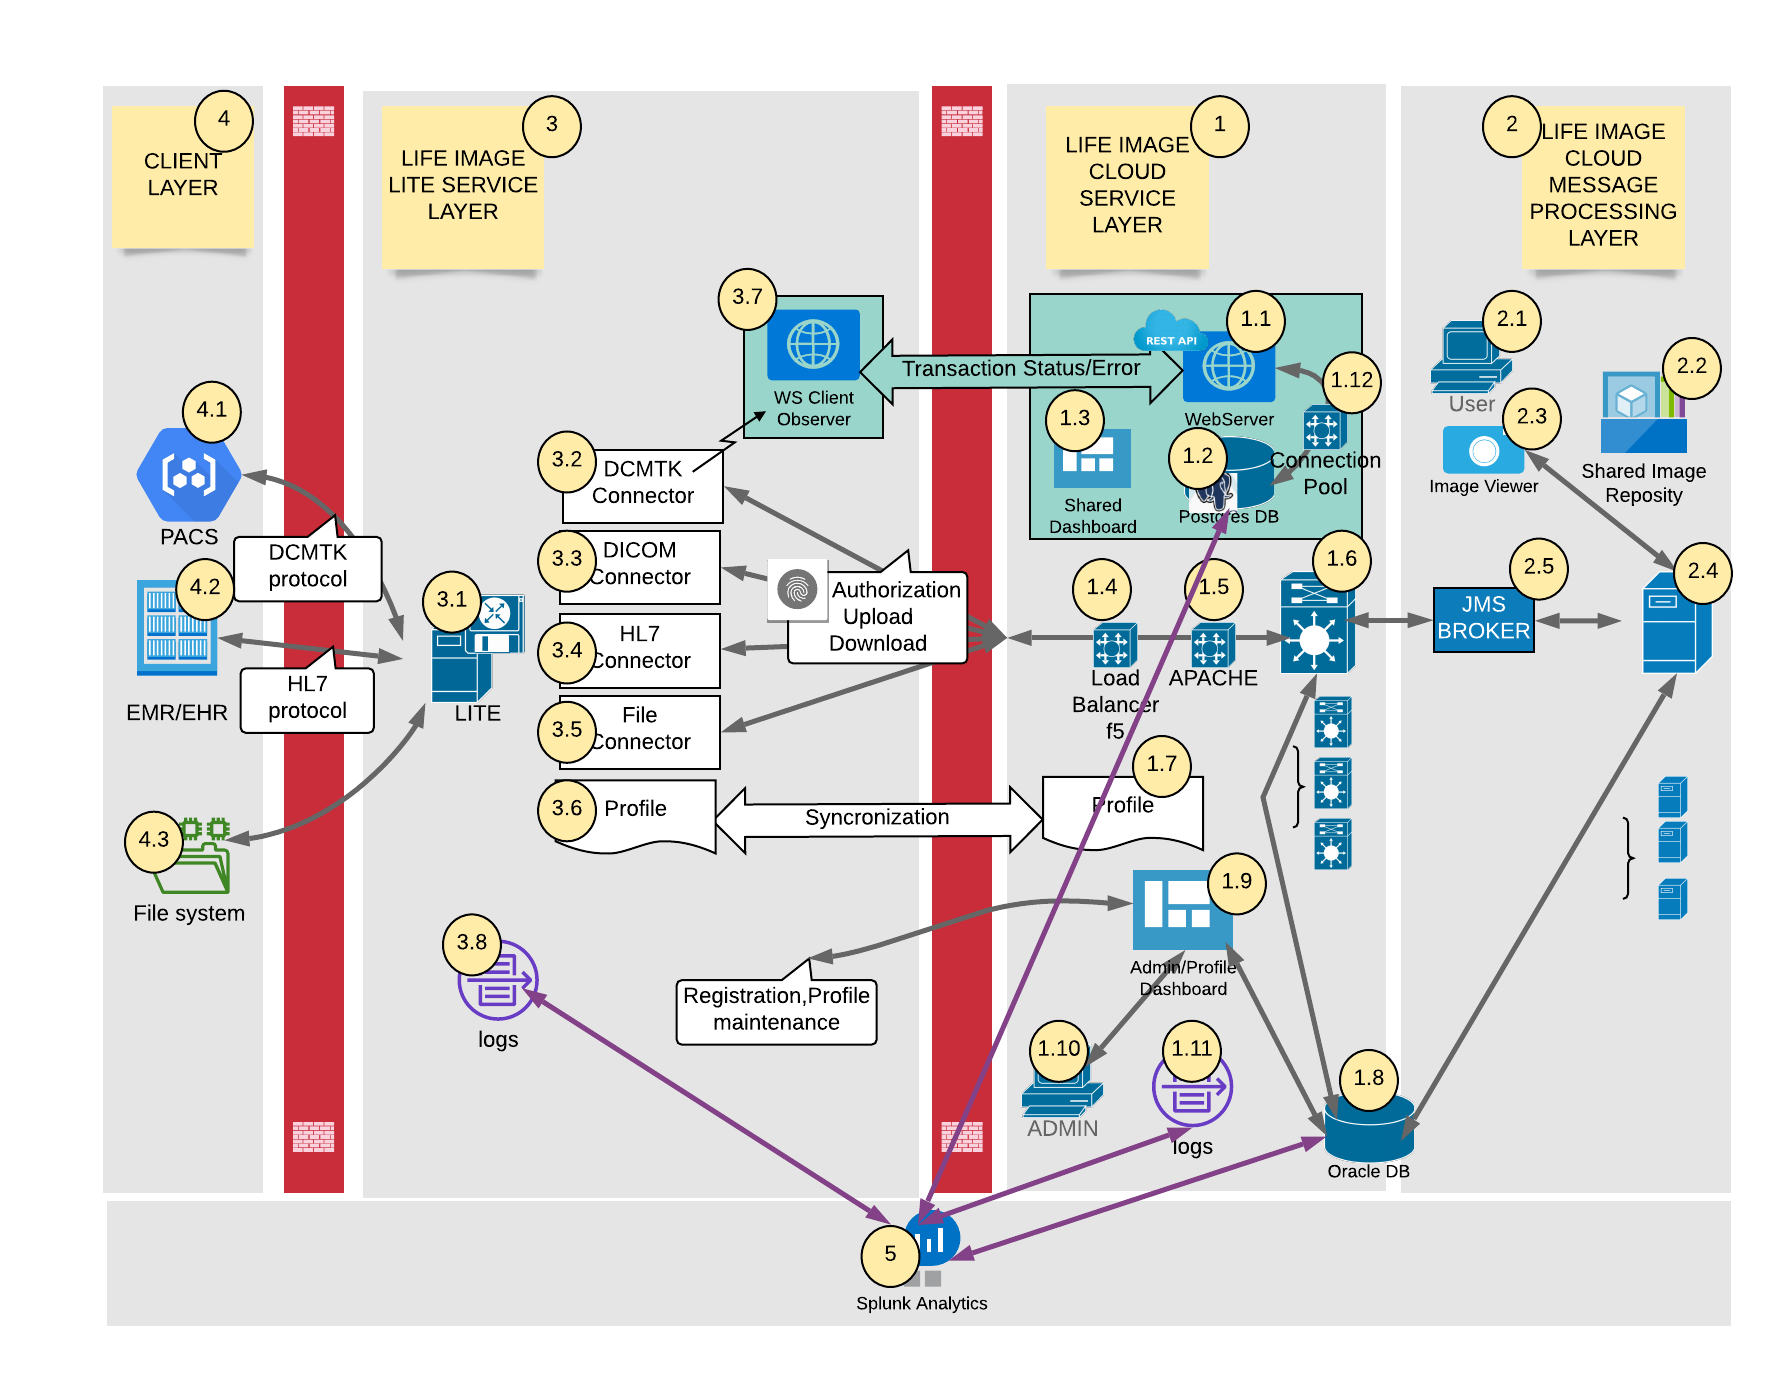 4
CLIENT
LAYER
3
LIFE IMAGE
LITE SERVICE
LAYER
1
LIFE IMAGE
CLOUD
SERVICE
LAYER
2
LIFE IMAGE
CLOUD
MESSAGE
PROCESSING
LAYER
4.1
PACS
DCMTK
protocol
4.2
EMR/EHR
HL7
protocol
4.3
File system
3.1
LITE
3.7
WS Client
Observer
3.2
DCMTK
Connector
3.3
DICOM
Connector
3.4
HL7
Connector
3.5
File
Connector
3.6
Profile
Authorization
Upload
Download
Transaction Status/Error
Syncronization
3.8
logs
Registration,Profile
maintenance
REST API
1.1
WebServer
1.12
Connection
Pool
1.3
Shared
Dashboard
1.2
Postgres DB
1.4
Load
Balancer
f5
1.5
APACHE
1.6
1.7
Profile
1.9
Admin/Profile
Dashboard
1.10
ADMIN
1.11
logs
1.8
Oracle DB
2.1
User
2.2
Shared Image
Reposity
2.3
Image Viewer
2.5
JMS
BROKER
2.4
5
Splunk Analytics